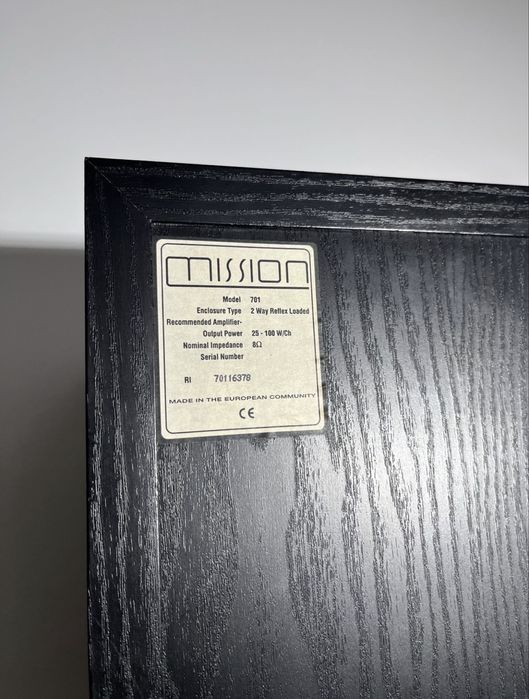 MISSION
Model 701
Enclosure Type 2 Way Reflex Loaded
Recommended Amplifier-
Output Power 25 - 100 W/Ch
Nominal Impedance 8Ω
Serial Number
RI 70116378
MADE IN THE EUROPEAN COMMUNITY
CE